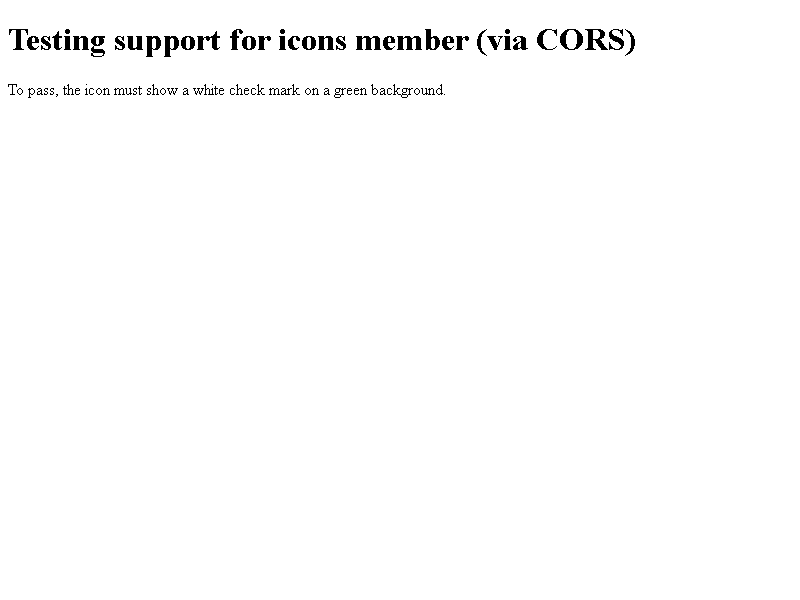 Testing support for icons member (via CORS)
To pass, the icon must show a white check mark on a green background.